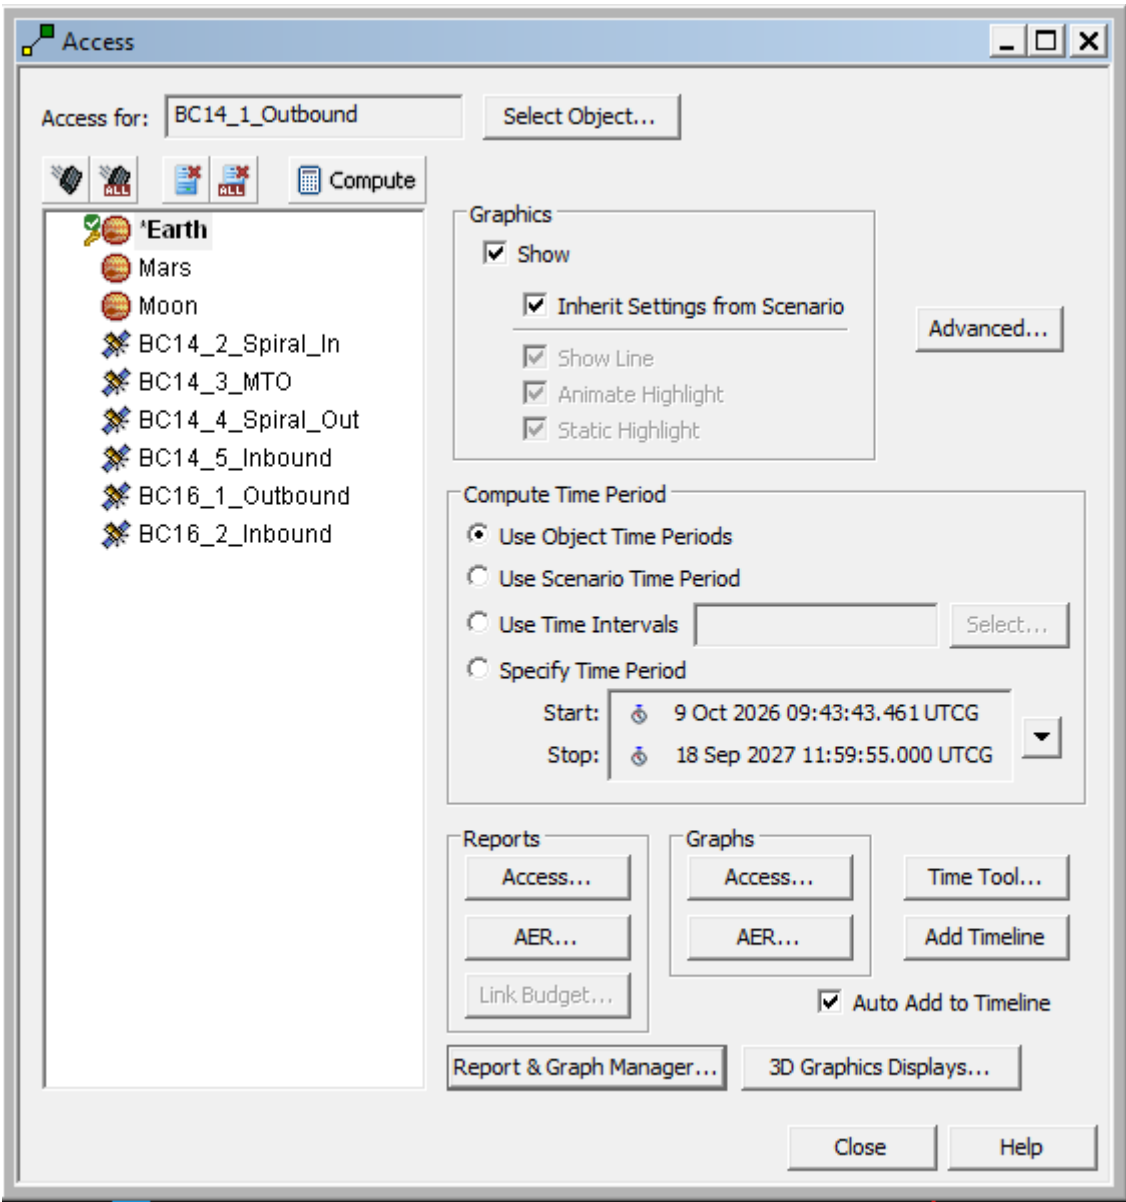 Access
Access for: BC14_1_Outbound Select Object...
ALL ALL Compute
*Earth
Mars
Moon
BC14_2_Spiral_In
BC14_3_MTO
BC14_4_Spiral_Out
BC14_5_Inbound
BC16_1_Outbound
BC16_2_Inbound
Graphics
Show
Inherit Settings from Scenario
Show Line
Animate Highlight
Static Highlight
Advanced...
Compute Time Period
Use Object Time Periods
Use Scenario Time Period
Use Time Intervals Select...
Specify Time Period
Start: 9 Oct 2026 09:43:43.461 UTCG
Stop: 18 Sep 2027 11:59:55.000 UTCG
Reports
Access...
AER...
Link Budget...
Graphs
Access...
AER...
Time Tool...
Add Timeline
Auto Add to Timeline
Report & Graph Manager... 3D Graphics Displays...
Close Help